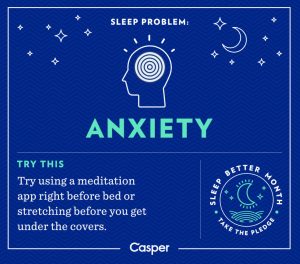 SLEEP PROBLEM:
ANXIETY
TRY THIS
Try using a meditation
app right before bed or
stretching before you get
under the covers.
SLEEP BETTER MONTH
TAKE THE PLEDGE
Casper